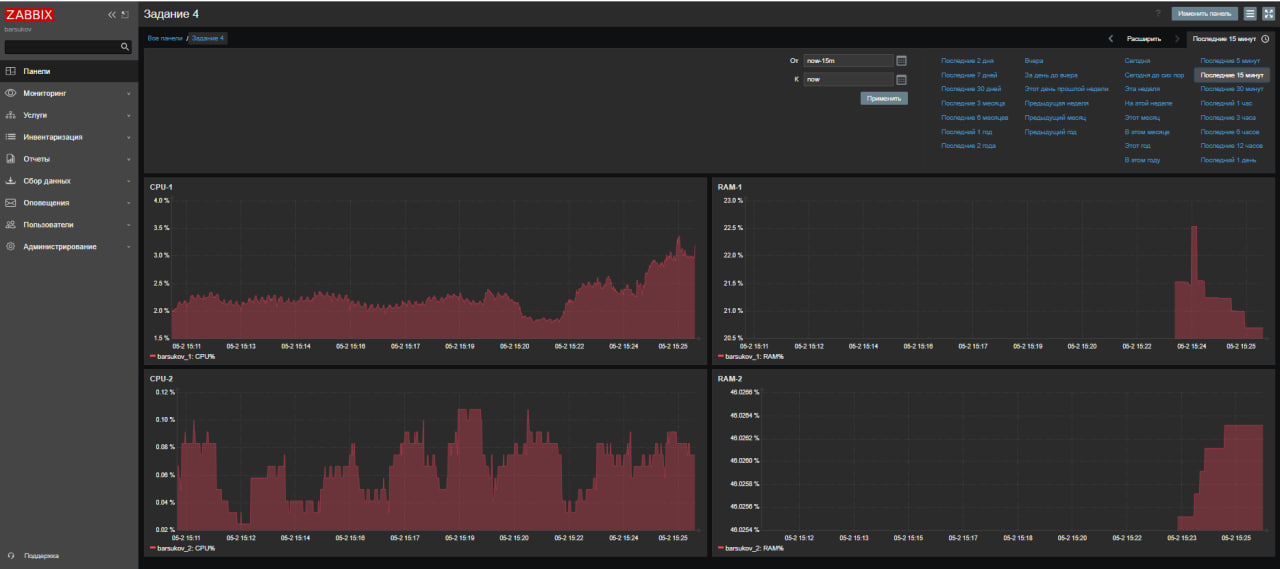 ZABBIX
barsukov
Панели
Мониторинг
Услуги
Инвентаризация
Отчеты
Сбор данных
Оповещения
Пользователи
Администрирование
Поддержка
Задание 4
? Изменить панель
Все панели / Задание 4
Расширить
Последние 15 минут
От now-15m
К now
Применить
Последние 2 дня Вчера Сегодня Последние 5 минут
Последние 7 дней За день до вчера Сегодня до сих пор Последние 15 минут
Последние 30 дней Этот день прошлой недели Эта неделя Последние 30 минут
Последние 3 месяца Предыдущая неделя На этой неделе Последний 1 час
Последние 6 месяцев Предыдущий месяц Этот месяц Последние 3 часа
Последний 1 год Предыдущий год В этом месяце Последние 6 часов
Последние 2 года Этот год Последние 12 часов
В этом году Последний 1 день
CPU-1
4.0 %
3.5 %
3.0 %
2.5 %
2.0 %
1.5 %
05-2 15:11 05-2 15:13 05-2 15:14 05-2 15:16 05-2 15:17 05-2 15:19 05-2 15:20 05-2 15:22 05-2 15:24 05-2 15:25
barsukov_1: CPU%
RAM-1
23.0 %
22.5 %
22.0 %
21.5 %
21.0 %
20.5 %
05-2 15:11 05-2 15:12 05-2 15:14 05-2 15:16 05-2 15:17 05-2 15:19 05-2 15:20 05-2 15:22 05-2 15:24 05-2 15:25
barsukov_1: RAM%
CPU-2
0.12 %
0.10 %
0.08 %
0.06 %
0.04 %
0.02 %
05-2 15:11 05-2 15:12 05-2 15:14 05-2 15:16 05-2 15:17 05-2 15:19 05-2 15:20 05-2 15:22 05-2 15:23 05-2 15:25
barsukov_2: CPU%
RAM-2
46.0266 %
46.0264 %
46.0262 %
46.0260 %
46.0258 %
46.0256 %
46.0254 %
05-2 15:12 05-2 15:13 05-2 15:15 05-2 15:17 05-2 15:18 05-2 15:20 05-2 15:22 05-2 15:23 05-2 15:25
barsukov_2: RAM%